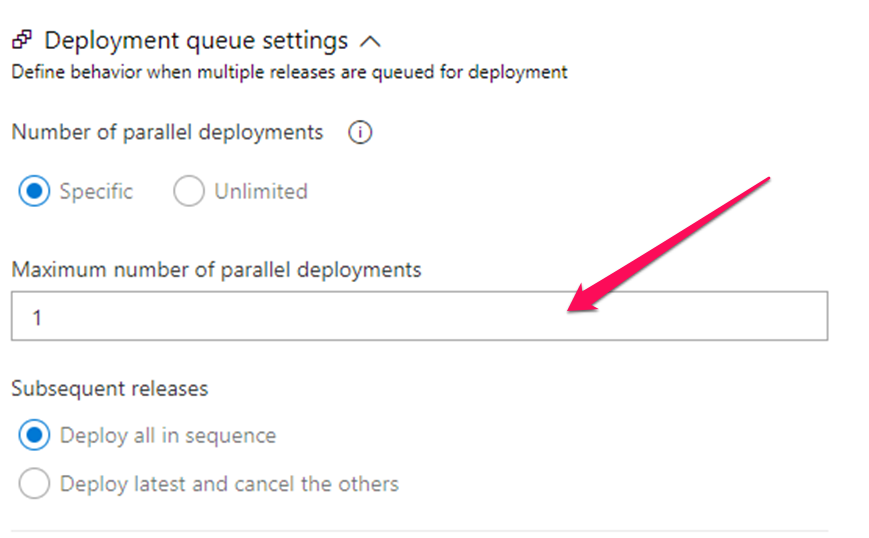 Deployment queue settings
Define behavior when multiple releases are queued for deployment
Number of parallel deployments
Specific Unlimited
Maximum number of parallel deployments
1
Subsequent releases
Deploy all in sequence
Deploy latest and cancel the others